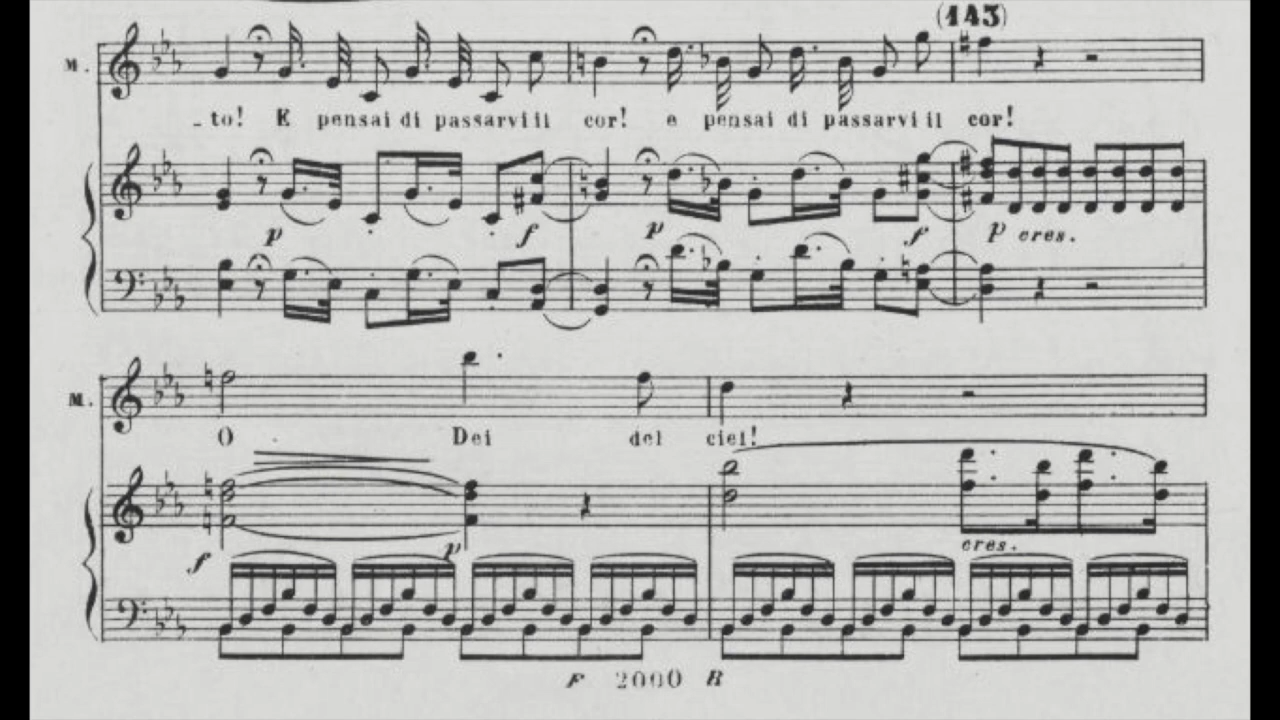 (143)
M.
_ to! E pensai di passarvi il cor! e pensai di passarvi il cor!
p f p f p cres.
M.
O Dei del ciel!
f p cres.
F 2000 R